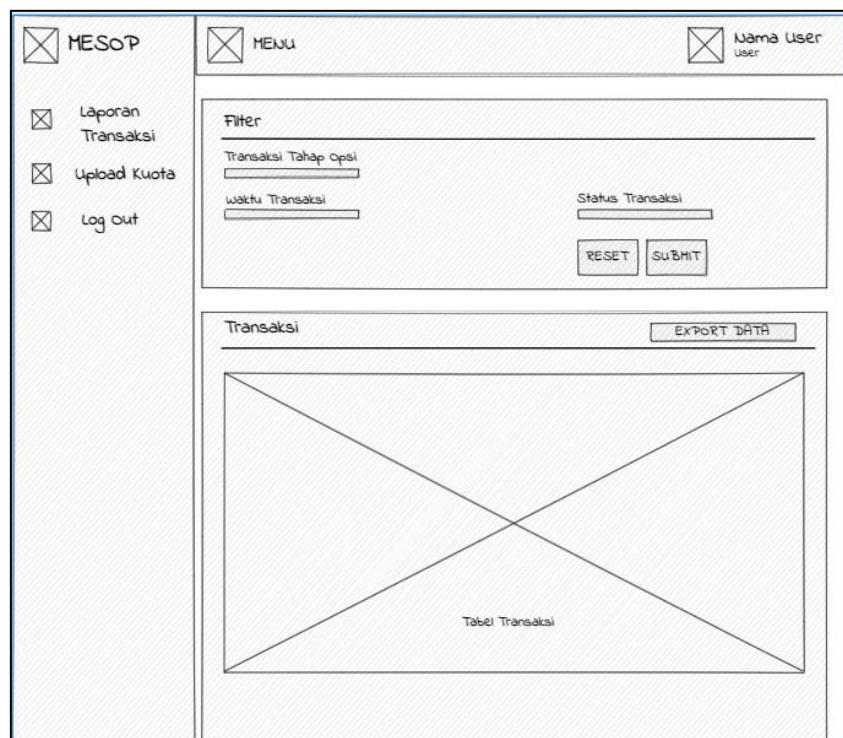 MESOP
MENU
Nama User
User
Laporan
Transaksi
Upload Kuota
Log Out
Filter
Transaksi Tahap Opsi
Waktu Transaksi
Status Transaksi
RESET
SUBMIT
Transaksi
EXPORT DATA
Tabel Transaksi